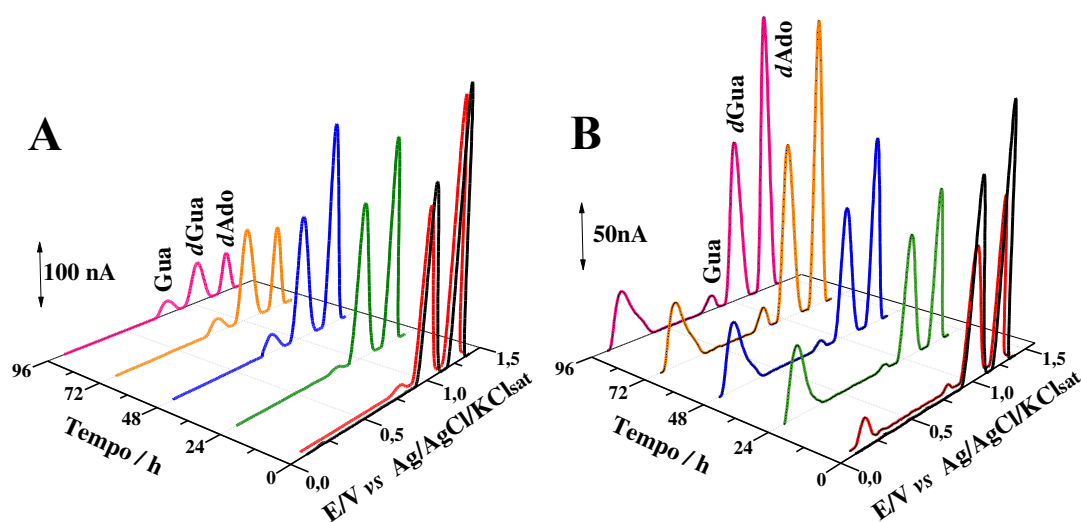 A
Gua
dGua
dAdo
100 nA
96
72
48
24
0
Tempo / h
0,0
0,5
1,0
1,5
E/V vs Ag/AgCl/KClsat
B
Gua
dGua
dAdo
50nA
96
72
48
24
0
Tempo / h
0,0
0,5
1,0
1,5
E/V vs Ag/AgCl/KClsat